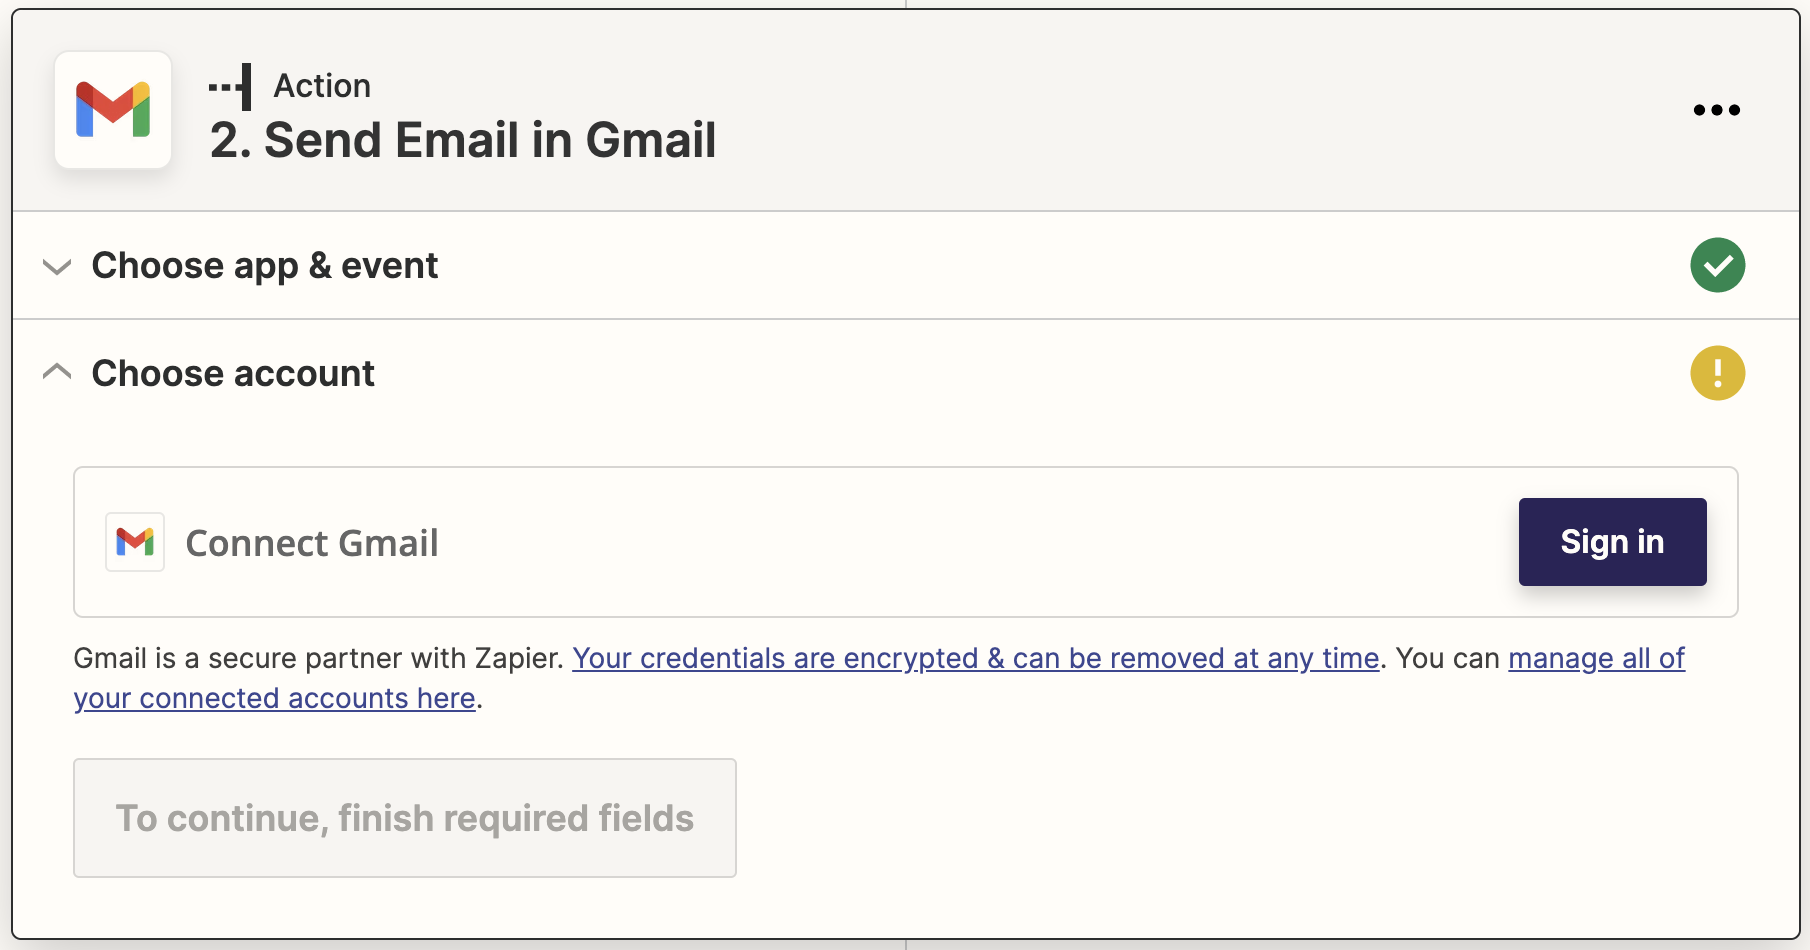 Action
2. Send Email in Gmail
Choose app & event
Choose account
Connect Gmail
Sign in
Gmail is a secure partner with Zapier. Your credentials are encrypted & can be removed at any time. You can manage all of
your connected accounts here.
To continue, finish required fields